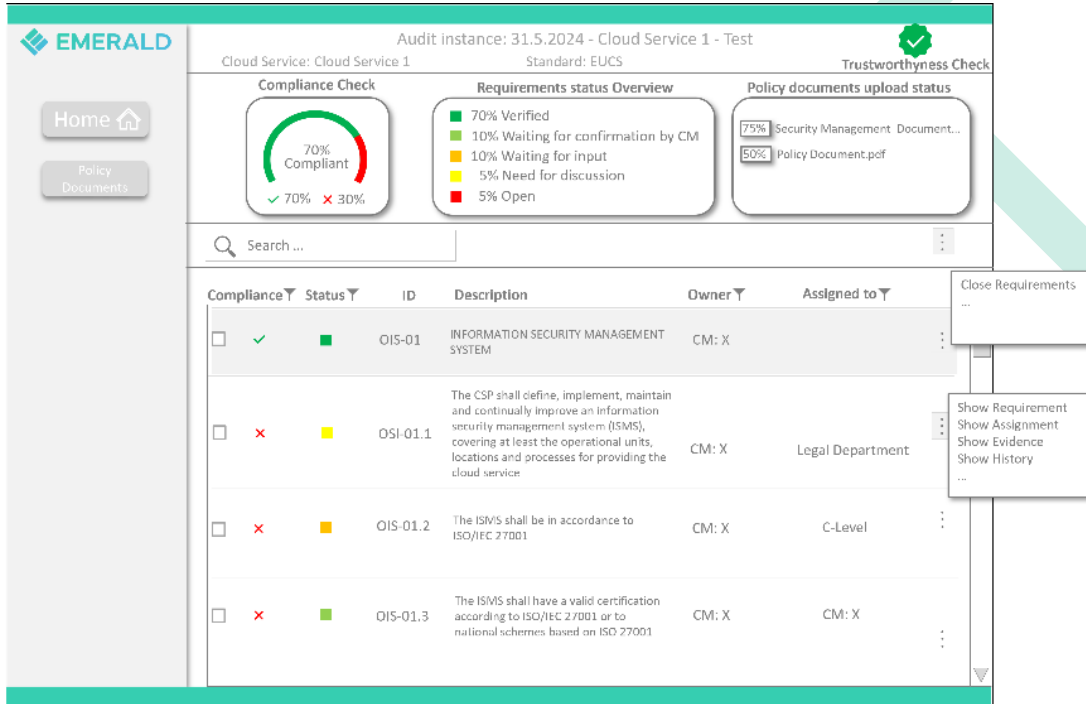 EMERALD
Audit instance: 31.5.2024 - Cloud Service 1 - Test
Cloud Service: Cloud Service 1
Standard: EUCS
Trustworthyness Check
Home
Policy
Documents
Compliance Check
70%
Compliant
70% 30%
Requirements status Overview
70% Verified
10% Waiting for confirmation by CM
10% Waiting for input
5% Need for discussion
5% Open
Policy documents upload status
75% Security Management Document...
50% Policy Document.pdf
Search ...
Close Requirements
...
Compliance Status ID Description Owner Assigned to
OIS-01
INFORMATION SECURITY MANAGEMENT
SYSTEM
CM: X
OSI-01.1
The CSP shall define, implement, maintain
and continually improve an information
security management system (ISMS),
covering at least the operational units,
locations and processes for providing the
cloud service
CM: X
Legal Department
Show Requirement
Show Assignment
Show Evidence
Show History
...
OIS-01.2
The ISMS shall be in accordance to
ISO/IEC 27001
CM: X
C-Level
OIS-01.3
The ISMS shall have a valid certification
according to ISO/IEC 27001 or to
national schemes based on ISO 27001
CM: X
CM: X